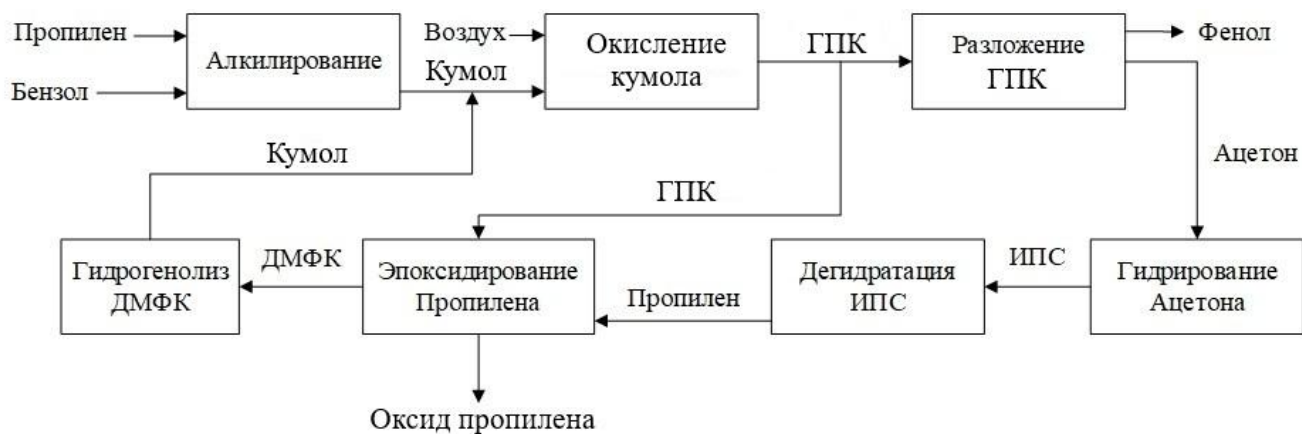 Пропилен
Бензол
Алкилирование
Воздух
Кумол
Окисление
кумола
ГПК
Разложение
ГПК
Фенол
Ацетон
Кумол
ГПК
Гидрогенолиз
ДМФК
ДМФК
Эпоксидирование
Пропилена
Пропилен
Дегидратация
ИПС
ИПС
Гидрирование
Ацетона
Оксид пропилена